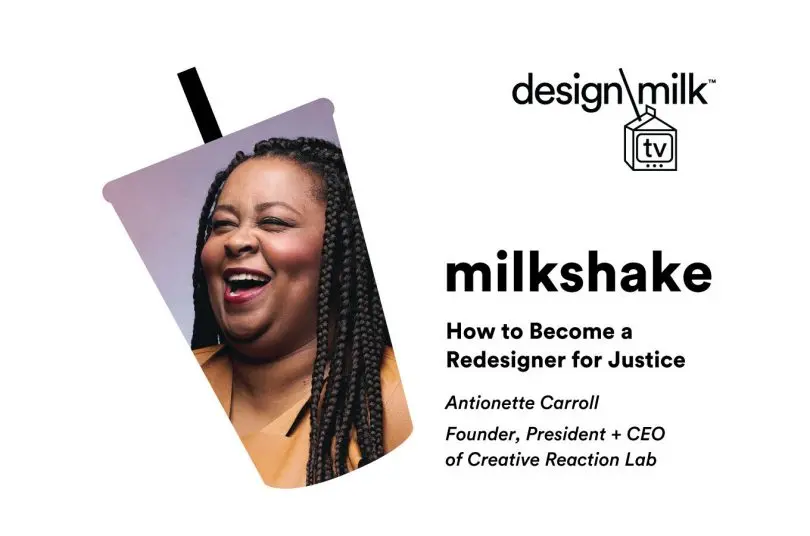 design\milk™
tv
milkshake
How to Become a
Redesigner for Justice
Antionette Carroll
Founder, President + CEO
of Creative Reaction Lab